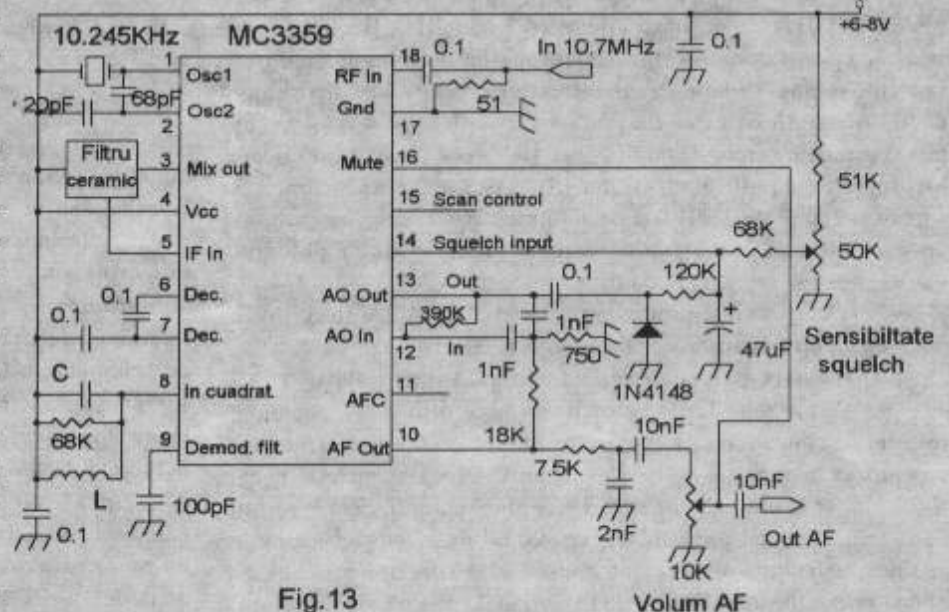 +6-8V
10.245KHz
MC3359
0.1
In 10.7MHz
1
Osc1
RF In
18
0.1
51
68pF
20pF
Osc2
Gnd
2
17
Filtru
ceramic
3
Mix out
Mute
16
4
Vcc
15
Scan control
51K
5
IF In
14
Squelch input
68K
50K
0.1
6
Dec.
AO Out
13
Out
0.1
120K
+
0.1
7
Dec.
AO In
390K
1nF
In
12
1nF
750
47uF
Sensibiltate
squelch
C
8
In cuadrat.
AFC
11
1N4148
68K
9
Demod. filt.
AF Out
10
18K
10nF
7.5K
L
100pF
10nF
0.1
2nF
Out AF
10K
Fig.13
Volum AF